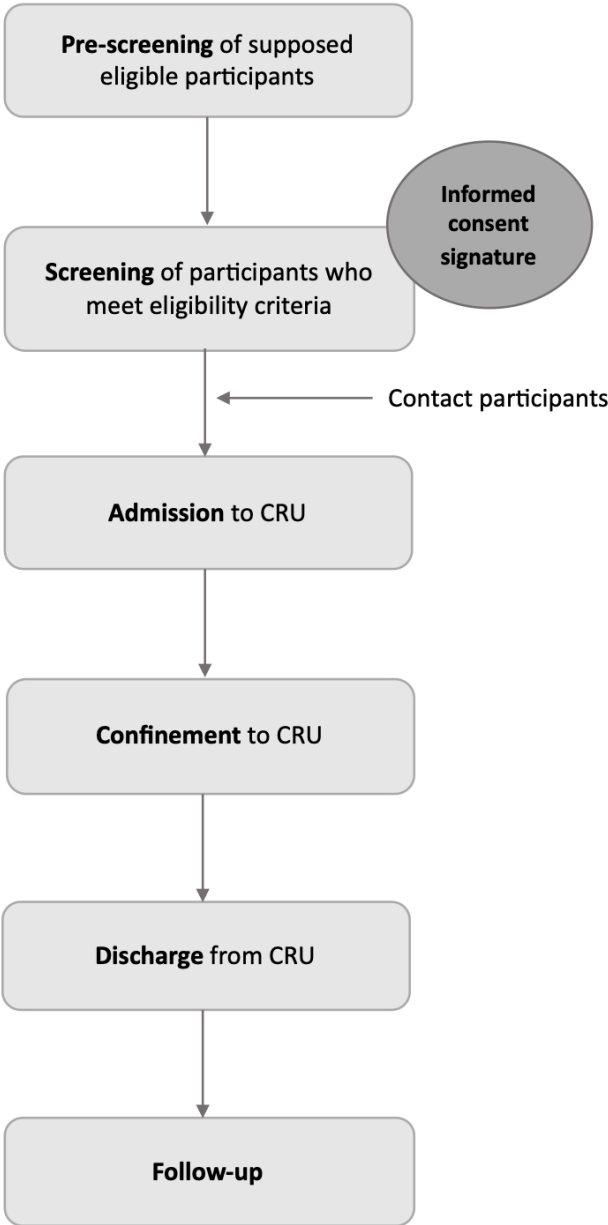 Pre-screening of supposed
eligible participants
Informed
consent
signature
Screening of participants who
meet eligibility criteria
Contact participants
Admission to CRU
Confinement to CRU
Discharge from CRU
Follow-up